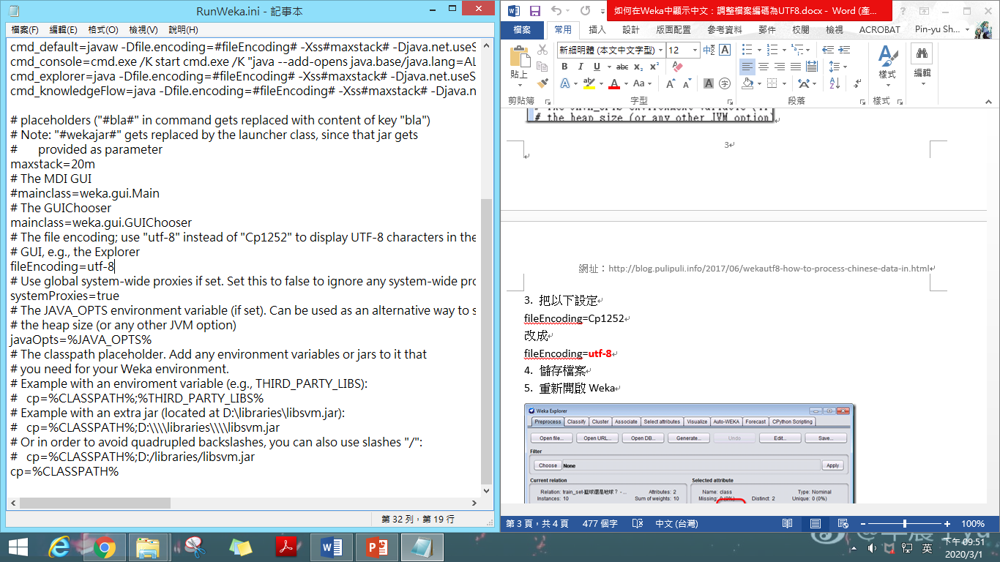 RunWeka.ini - 記事本
檔案(F) 編輯(E) 格式(O) 檢視(V) 說明(H)
cmd_default=javaw -Dfile.encoding=#fileEncoding# -Xss#maxstack# -Djava.net.useS
cmd_console=cmd.exe /K start cmd.exe /K "java --add-opens java.base/java.lang=AL
cmd_explorer=java -Dfile.encoding=#fileEncoding# -Xss#maxstack# -Djava.net.useS
cmd_knowledgeFlow=java -Dfile.encoding=#fileEncoding# -Xss#maxstack# -Djava.n
# placeholders ("#bla#" in command gets replaced with content of key "bla")
# Note: "#wekajar#" gets replaced by the launcher class, since that jar gets
# provided as parameter
maxstack=20m
# The MDI GUI
#mainclass=weka.gui.Main
# The GUIChooser
mainclass=weka.gui.GUIChooser
# The file encoding; use "utf-8" instead of "Cp1252" to display UTF-8 characters in the
# GUI, e.g., the Explorer
fileEncoding=utf-8
# Use global system-wide proxies if set. Set this to false to ignore any system-wide pro
systemProxies=true
# The JAVA_OPTS environment variable (if set). Can be used as an alternative way to s
# the heap size (or any other JVM option)
javaOpts=%JAVA_OPTS%
# The classpath placeholder. Add any environment variables or jars to it that
# you need for your Weka environment.
# Example with an enviroment variable (e.g., THIRD_PARTY_LIBS):
# cp=%CLASSPATH%;%THIRD_PARTY_LIBS%
# Example with an extra jar (located at D:\libraries\libsvm.jar):
# cp=%CLASSPATH%;D:\\\\libraries\\\\libsvm.jar
# Or in order to avoid quadrupled backslashes, you can also use slashes "/":
# cp=%CLASSPATH%;D:/libraries/libsvm.jar
cp=%CLASSPATH%
第 32 列，第 19 行
如何在Weka中顯示中文：調整檔案編碼為UTF8.docx - Word (產...
檔案 常用 插入 設計 版面配置 參考資料 郵件 校閱 檢視 ACROBAT Pin-yu Sh...
新細明體 (本文中文字型) 12
貼上 樣式 編輯
剪貼簿 字型 段落 樣式
# the heap size (or any other JVM option)
3
網址：http://blog.pulipuli.info/2017/06/wekautf8-how-to-process-chinese-data-in.html
3. 把以下設定
fileEncoding=Cp1252
改成
fileEncoding=utf-8
4. 儲存檔案
5. 重新開啟 Weka
Weka Explorer
Preprocess Classify Cluster Associate Select attributes Visualize Auto-WEKA Forecast CPython Scripting
Open file... Open URL... Open DB... Generate... Undo Edit... Save...
Filter
Choose None Apply
Current relation Selected attribute
Relation: train_set-籃球還是地球？ -... Attributes: 2 Name: class Type: Nominal
Instances: 10 Sum of weights: 10 Missing: 0 (0%) Distinct: 2 Unique: 0 (0%)
第 3 頁，共 4 頁 477 個字 中文 (台灣) 100%
英
下午 09:51
2020/3/1